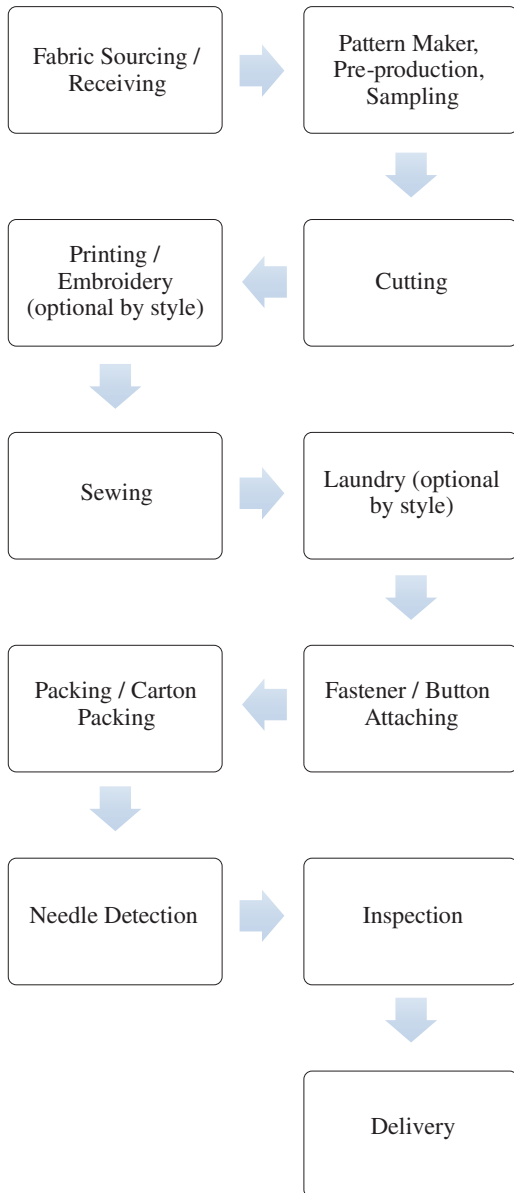 Fabric Sourcing /
Receiving
Pattern Maker,
Pre-production,
Sampling
Cutting
Printing /
Embroidery
(optional by style)
Sewing
Laundry (optional
by style)
Fastener / Button
Attaching
Packing / Carton
Packing
Needle Detection
Inspection
Delivery